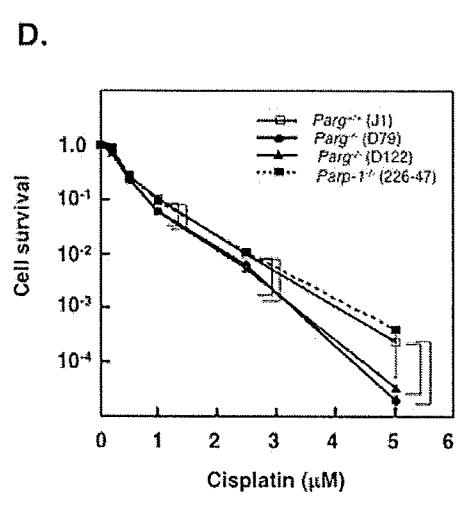 D.
Parg+/+ (J1)
Parg-/- (D79)
Parg-/- (D122)
Parp-1-/- (226-47)
Cell survival
1.0
10-1
10-2
10-3
10-4
0 1 2 3 4 5 6
Cisplatin (μM)